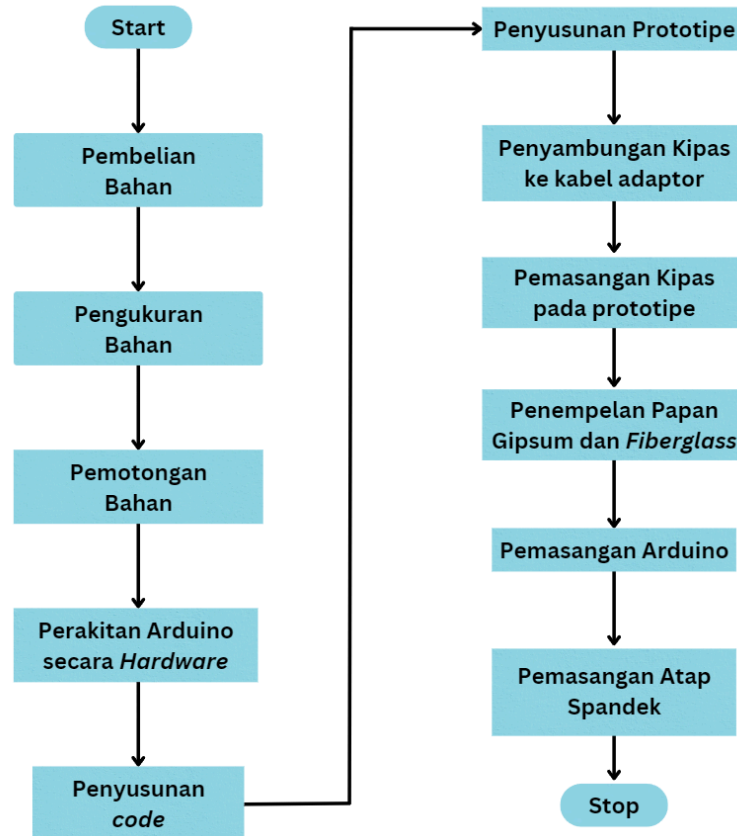 Start
Pembelian
Bahan
Pengukuran
Bahan
Pemotongan
Bahan
Perakitan Arduino
secara Hardware
Penyusunan
code
Penyusunan Prototipe
Penyambungan Kipas
ke kabel adaptor
Pemasangan Kipas
pada prototipe
Penempelan Papan
Gipsum dan Fiberglass
Pemasangan Arduino
Pemasangan Atap
Spandek
Stop